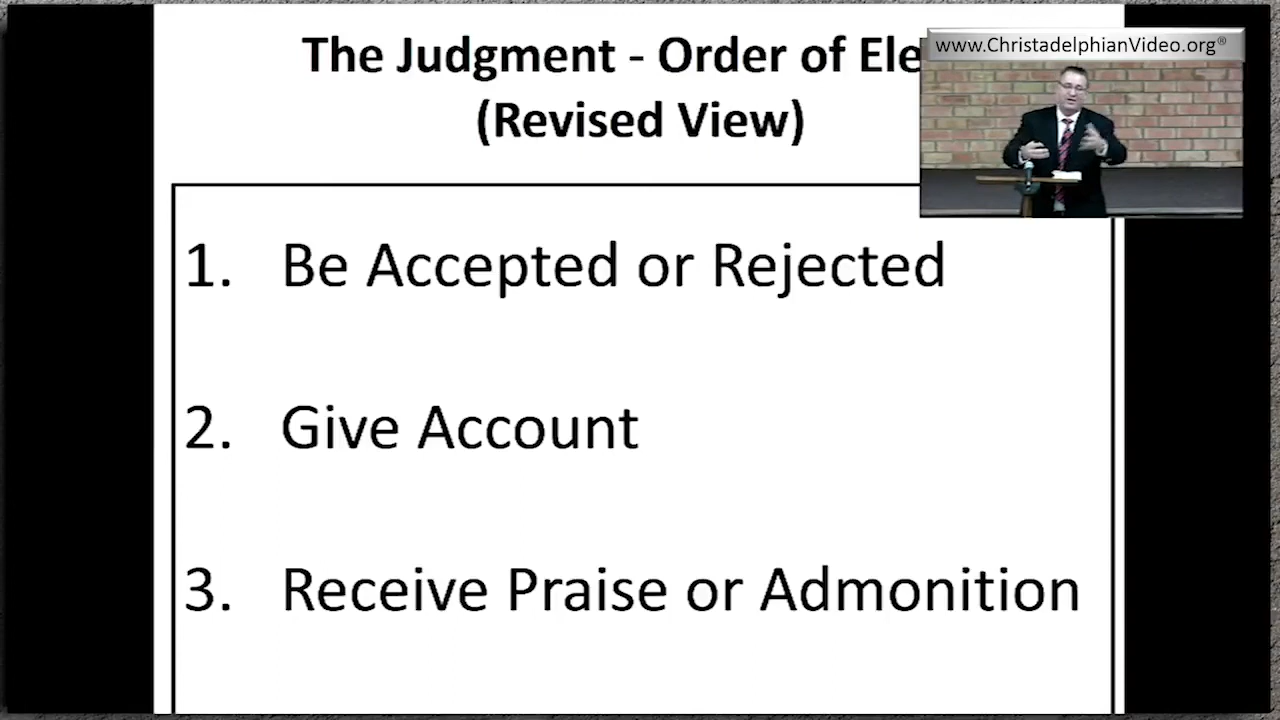 The Judgment - Order of Ele
(Revised View)
www.ChristadelphianVideo.org®
1. Be Accepted or Rejected
2. Give Account
3. Receive Praise or Admonition